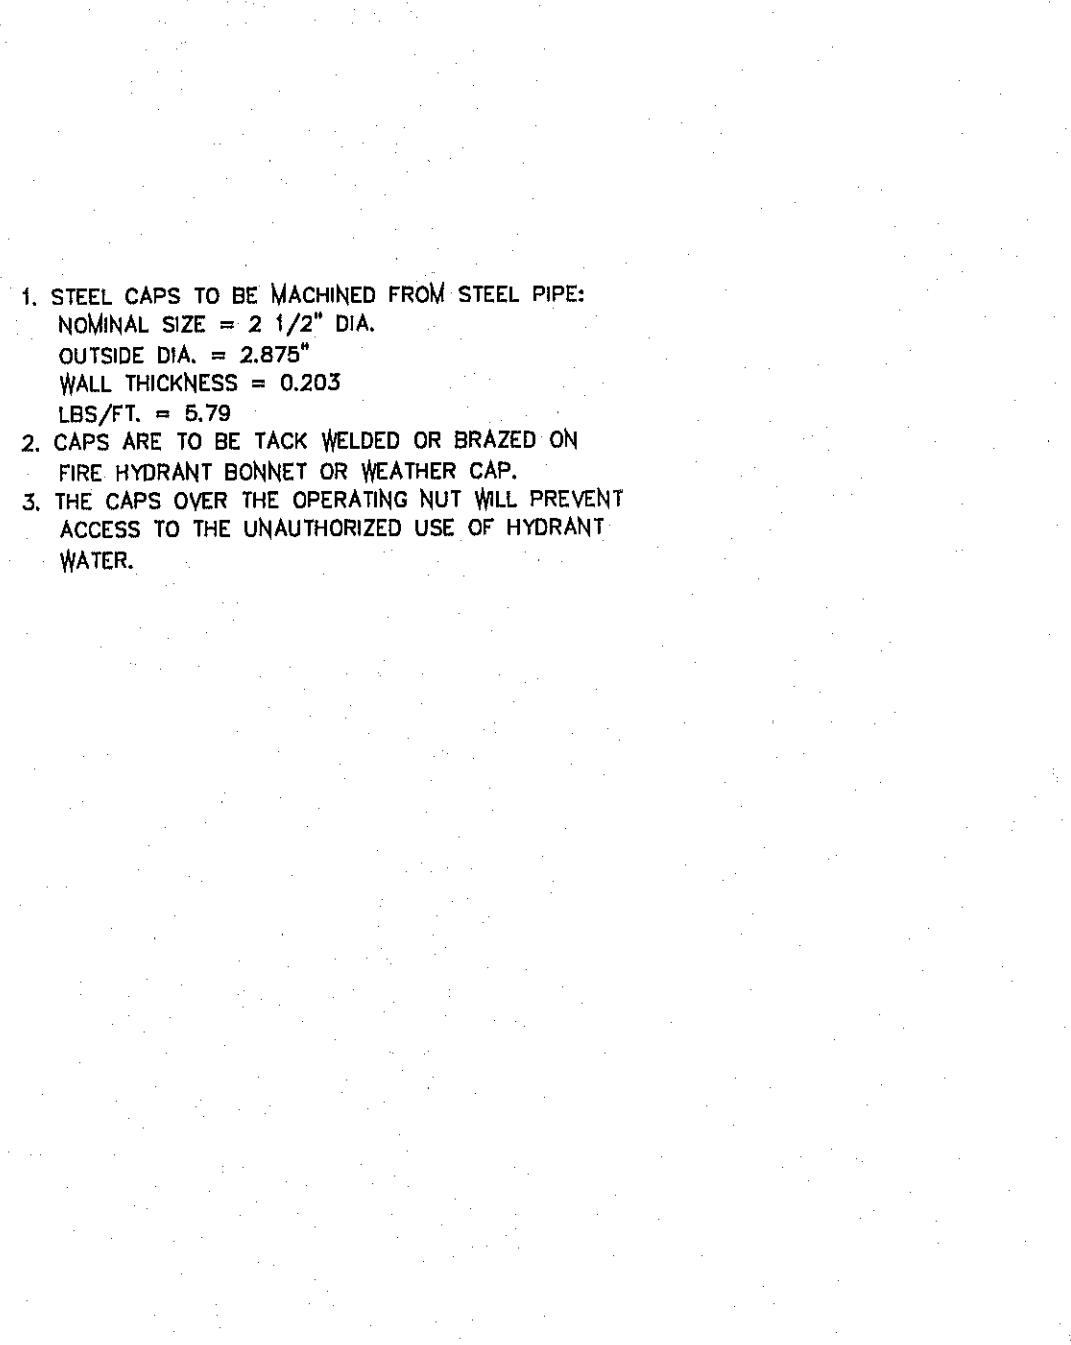 1. STEEL CAPS TO BE MACHINED FROM STEEL PIPE:
NOMINAL SIZE = 2 1/2" DIA.
OUTSIDE DIA. = 2.875"
WALL THICKNESS = 0.203
LBS/FT. = 5.79
2. CAPS ARE TO BE TACK WELDED OR BRAZED ON
FIRE HYDRANT BONNET OR WEATHER CAP.
3. THE CAPS OVER THE OPERATING NUT WILL PREVENT
ACCESS TO THE UNAUTHORIZED USE OF HYDRANT
WATER.